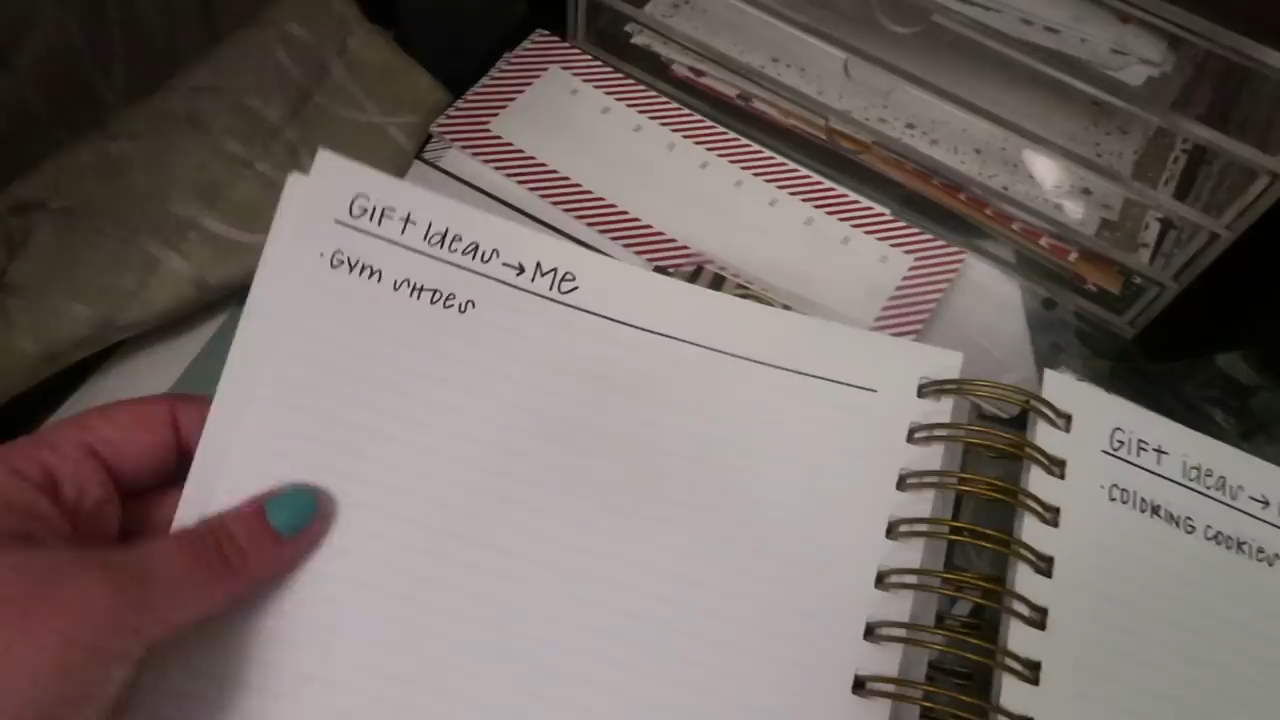 Gift Ideas → Me
· Gym shoes
Gift ideas →
· coloring cookies